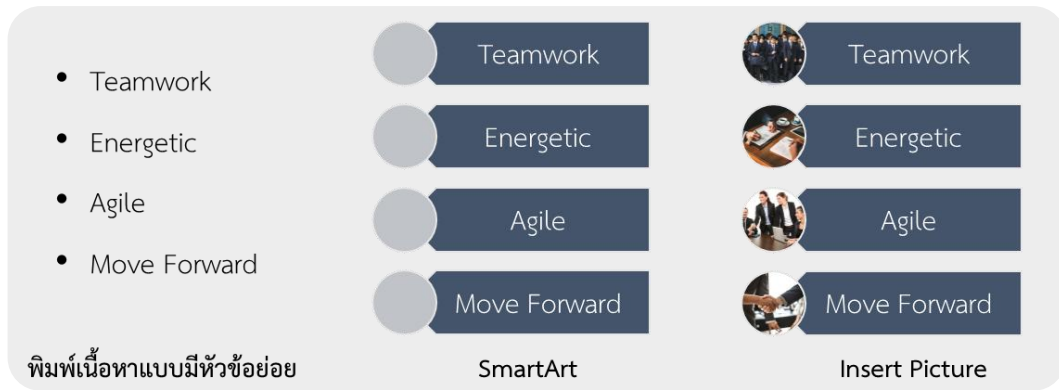 • Teamwork
• Energetic
• Agile
• Move Forward
พิมพ์เนื้อหาแบบมีหัวข้อย่อย
Teamwork
Energetic
Agile
Move Forward
SmartArt
Teamwork
Energetic
Agile
Move Forward
Insert Picture